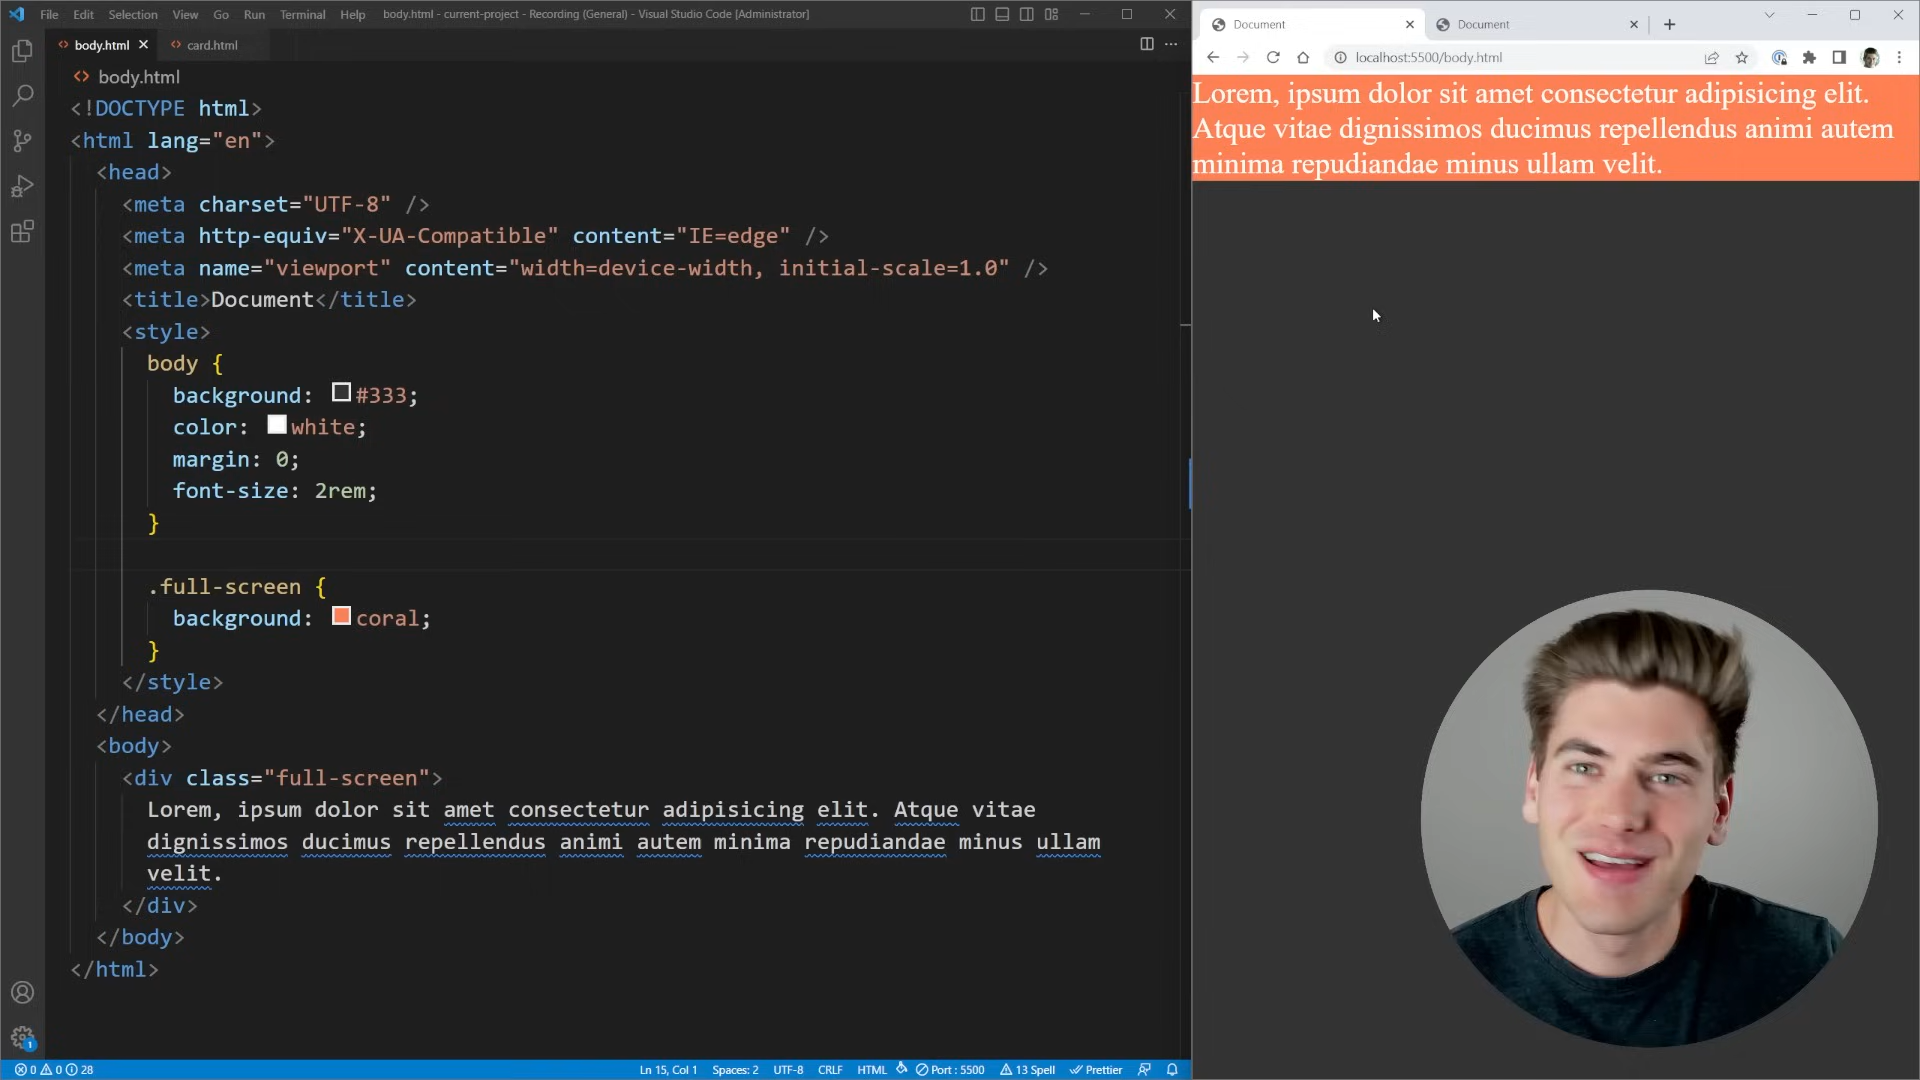 File Edit Selection View Go Run Terminal Help body.html - current-project - Recording (General) - Visual Studio Code [Administrator]
body.html card.html
body.html
<!DOCTYPE html>
<html lang="en">
<head>
<meta charset="UTF-8" />
<meta http-equiv="X-UA-Compatible" content="IE=edge" />
<meta name="viewport" content="width=device-width, initial-scale=1.0" />
<title>Document</title>
<style>
body {
background: #333;
color: white;
margin: 0;
font-size: 2rem;
}
.full-screen {
background: coral;
}
</style>
</head>
<body>
<div class="full-screen">
Lorem, ipsum dolor sit amet consectetur adipisicing elit. Atque vitae
dignissimos ducimus repellendus animi autem minima repudiandae minus ullam
velit.
</div>
</body>
</html>
1
0 0 28 Ln 15, Col 1 Spaces: 2 UTF-8 CRLF HTML Port : 5500 13 Spell Prettier
Document Document
localhost:5500/body.html
Lorem, ipsum dolor sit amet consectetur adipisicing elit.
Atque vitae dignissimos ducimus repellendus animi autem
minima repudiandae minus ullam velit.